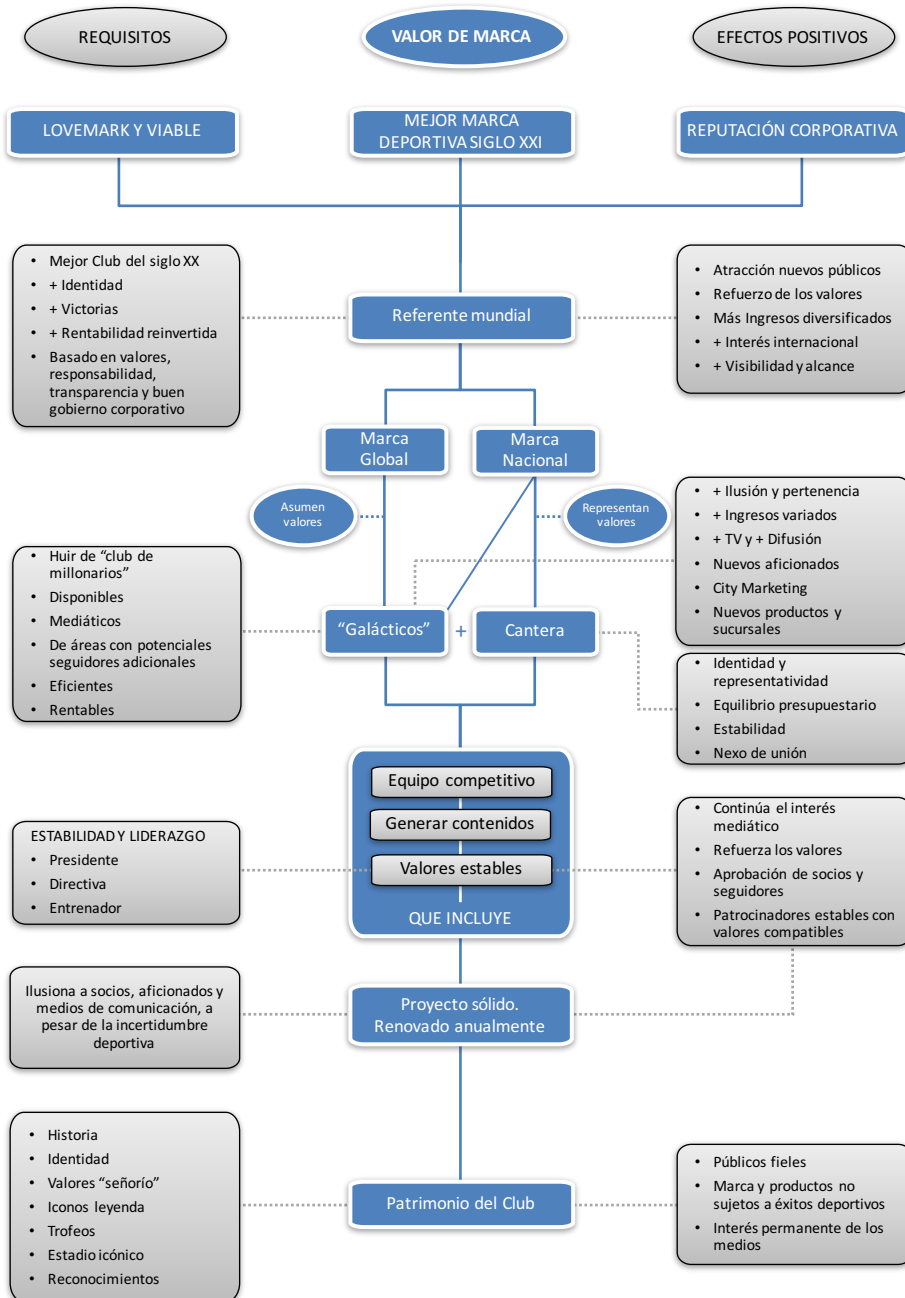 REQUISITOS
VALOR DE MARCA
EFECTOS POSITIVOS
LOVEMARK Y VIABLE
MEJOR MARCA
DEPORTIVA SIGLO XXI
REPUTACIÓN CORPORATIVA
• Mejor Club del siglo XX
• + Identidad
• + Victorias
• + Rentabilidad reinvertida
• Basado en valores,
responsabilidad,
transparencia y buen
gobierno corporativo
Referente mundial
• Atracción nuevos públicos
• Refuerzo de los valores
• Más Ingresos diversificados
• + Interés internacional
• + Visibilidad y alcance
Marca
Global
Marca
Nacional
Asumen
valores
Representan
valores
• + Ilusión y pertenencia
• + Ingresos variados
• + TV y + Difusión
• Nuevos aficionados
• City Marketing
• Nuevos productos y
sucursales
• Huir de “club de
millonarios”
• Disponibles
• Mediáticos
• De áreas con potenciales
seguidores adicionales
• Eficientes
• Rentables
“Galácticos”
+
Cantera
• Identidad y
representatividad
• Equilibrio presupuestario
• Estabilidad
• Nexo de unión
Equipo competitivo
Generar contenidos
Valores estables
QUE INCLUYE
ESTABILIDAD Y LIDERAZGO
• Presidente
• Directiva
• Entrenador
• Continúa el interés
mediático
• Refuerza los valores
• Aprobación de socios y
seguidores
• Patrocinadores estables con
valores compatibles
Ilusiona a socios, aficionados y
medios de comunicación, a
pesar de la incertidumbre
deportiva
Proyecto sólido.
Renovado anualmente
• Historia
• Identidad
• Valores “señorío”
• Iconos leyenda
• Trofeos
• Estadio icónico
• Reconocimientos
Patrimonio del Club
• Públicos fieles
• Marca y productos no
sujetos a éxitos deportivos
• Interés permanente de los
medios